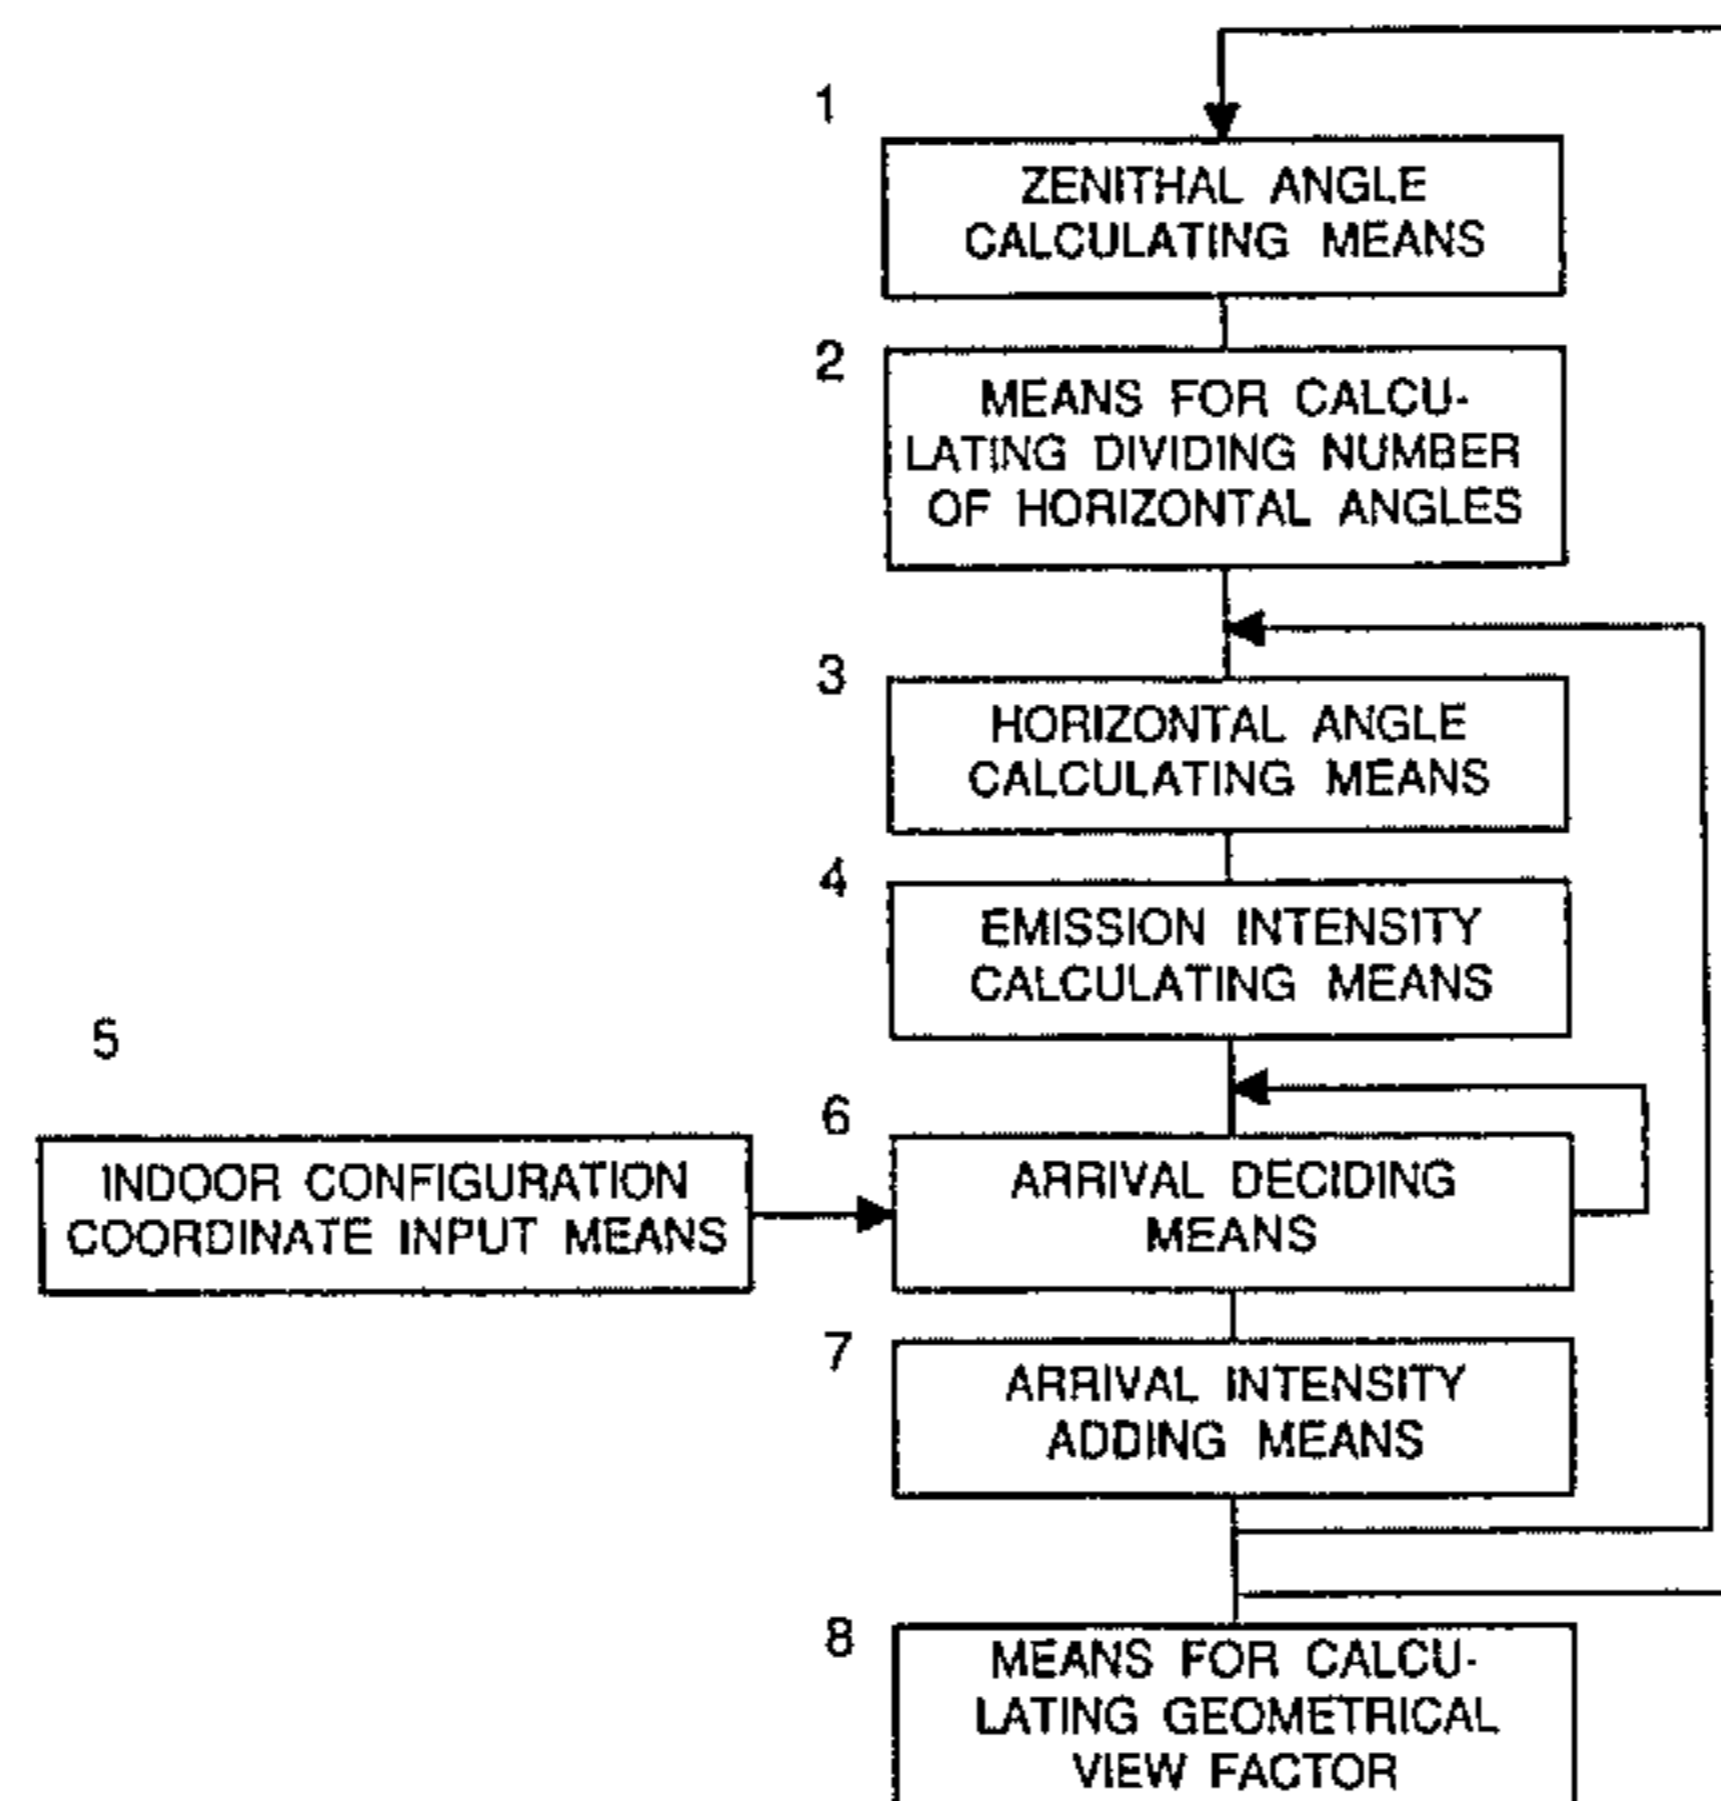 1
ZENITHAL ANGLE
CALCULATING MEANS
2
MEANS FOR CALCU-
LATING DIVIDING NUMBER
OF HORIZONTAL ANGLES
3
HORIZONTAL ANGLE
CALCULATING MEANS
4
EMISSION INTENSITY
CALCULATING MEANS
5
INDOOR CONFIGURATION
COORDINATE INPUT MEANS
6
ARRIVAL DECIDING
MEANS
7
ARRIVAL INTENSITY
ADDING MEANS
8
MEANS FOR CALCU-
LATING GEOMETRICAL
VIEW FACTOR